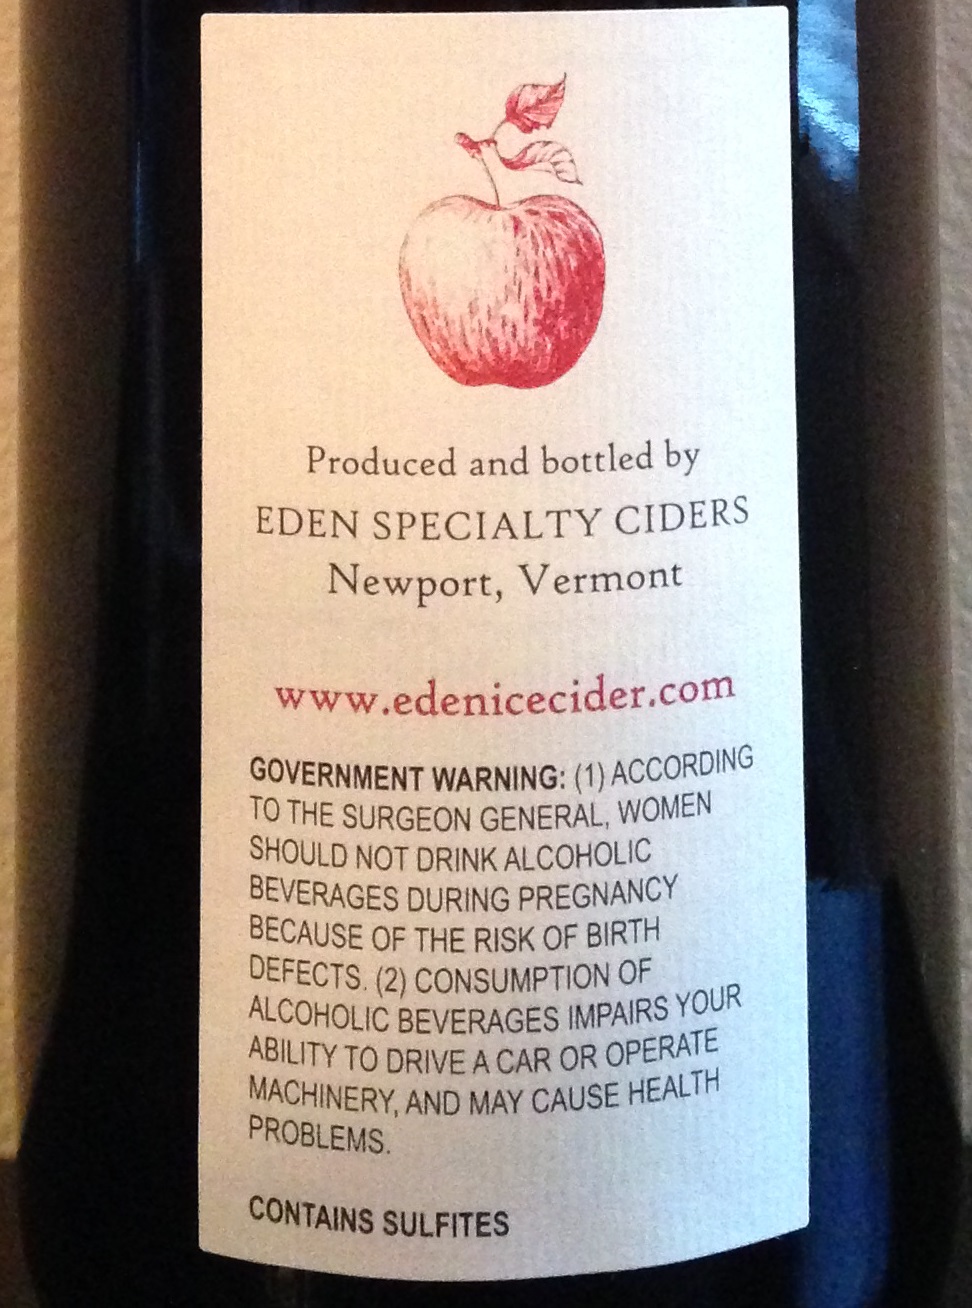 Produced and bottled by
EDEN SPECIALTY CIDERS
Newport, Vermont
www.edenicecider.com
GOVERNMENT WARNING: (1) ACCORDING
TO THE SURGEON GENERAL, WOMEN
SHOULD NOT DRINK ALCOHOLIC
BEVERAGES DURING PREGNANCY
BECAUSE OF THE RISK OF BIRTH
DEFECTS. (2) CONSUMPTION OF
ALCOHOLIC BEVERAGES IMPAIRS YOUR
ABILITY TO DRIVE A CAR OR OPERATE
MACHINERY, AND MAY CAUSE HEALTH
PROBLEMS.
CONTAINS SULFITES